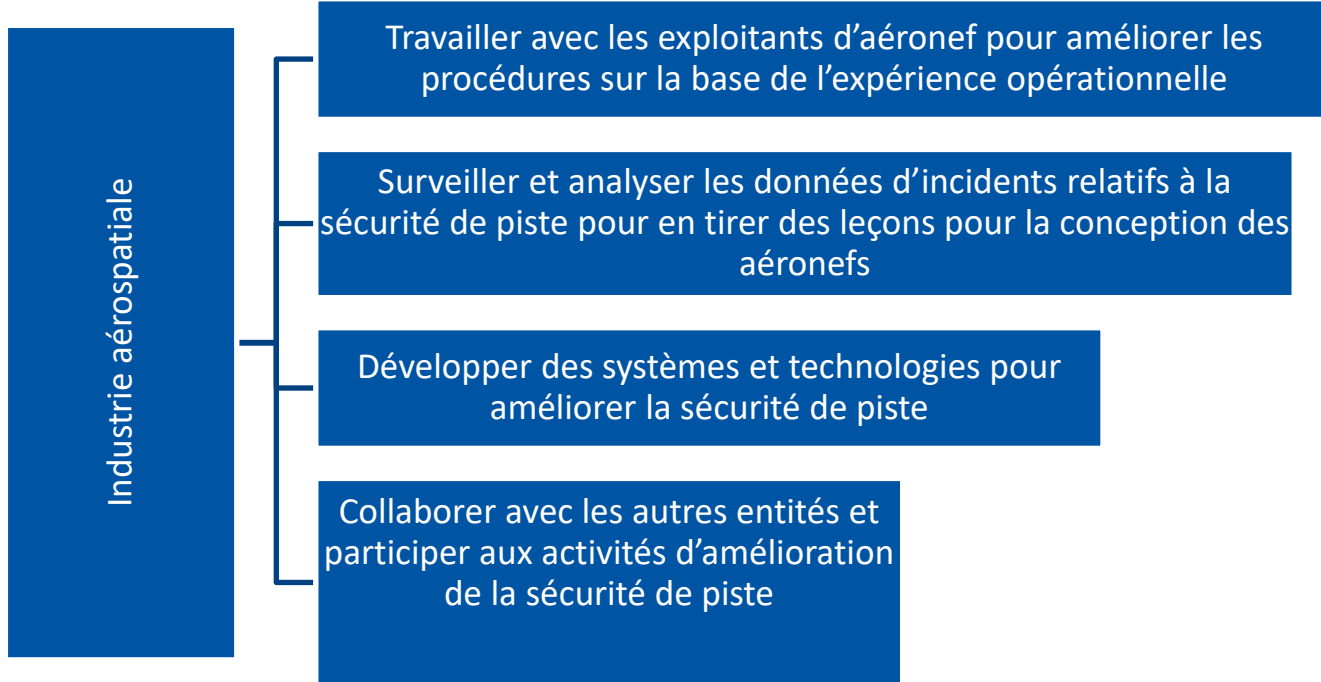 Industrie aérospatiale
Travailler avec les exploitants d’aéronef pour améliorer les
procédures sur la base de l’expérience opérationnelle
Surveiller et analyser les données d’incidents relatifs à la
sécurité de piste pour en tirer des leçons pour la conception des
aéronefs
Développer des systèmes et technologies pour
améliorer la sécurité de piste
Collaborer avec les autres entités et
participer aux activités d’amélioration
de la sécurité de piste